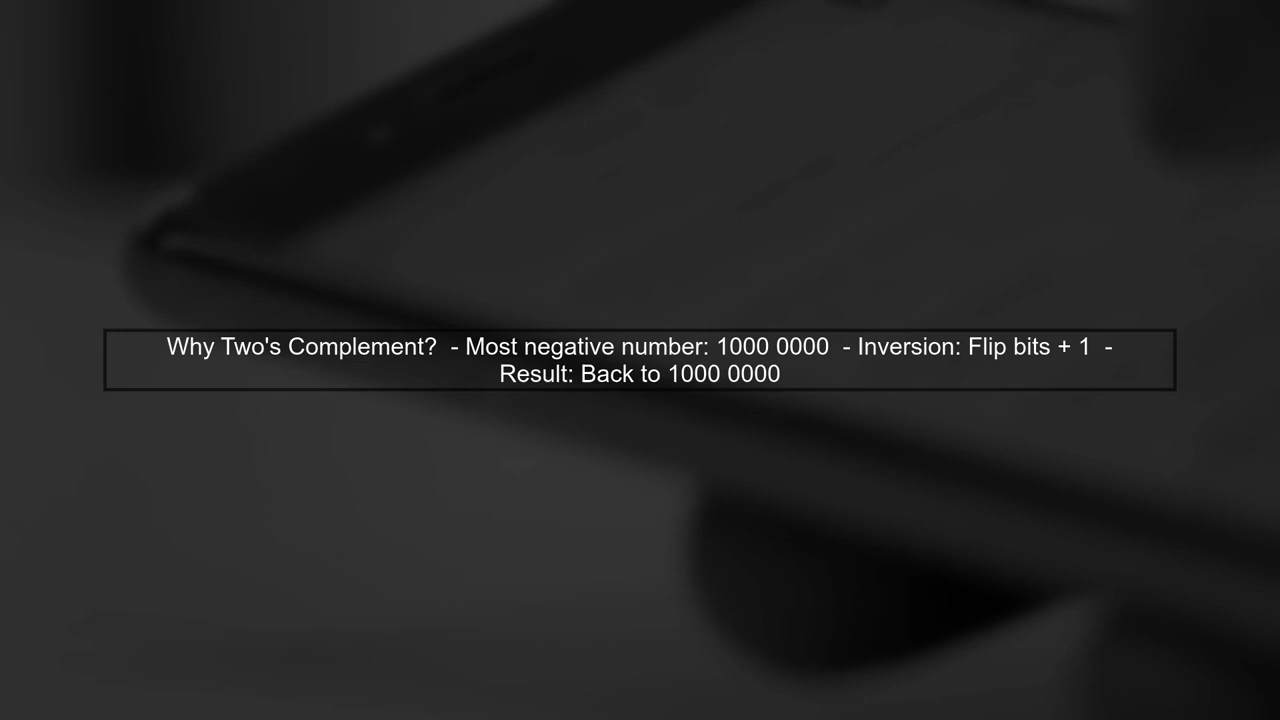 Why Two's Complement?  - Most negative number: 1000 0000  - Inversion: Flip bits + 1  -
Result: Back to 1000 0000